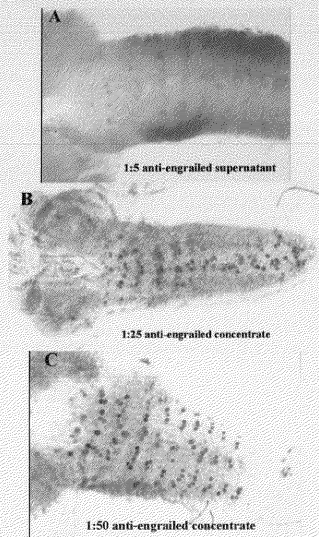 A
1:5 anti-engrailed supernatant
B
1:25 anti-engrailed concentrate
C
1:50 anti-engrailed concentrate